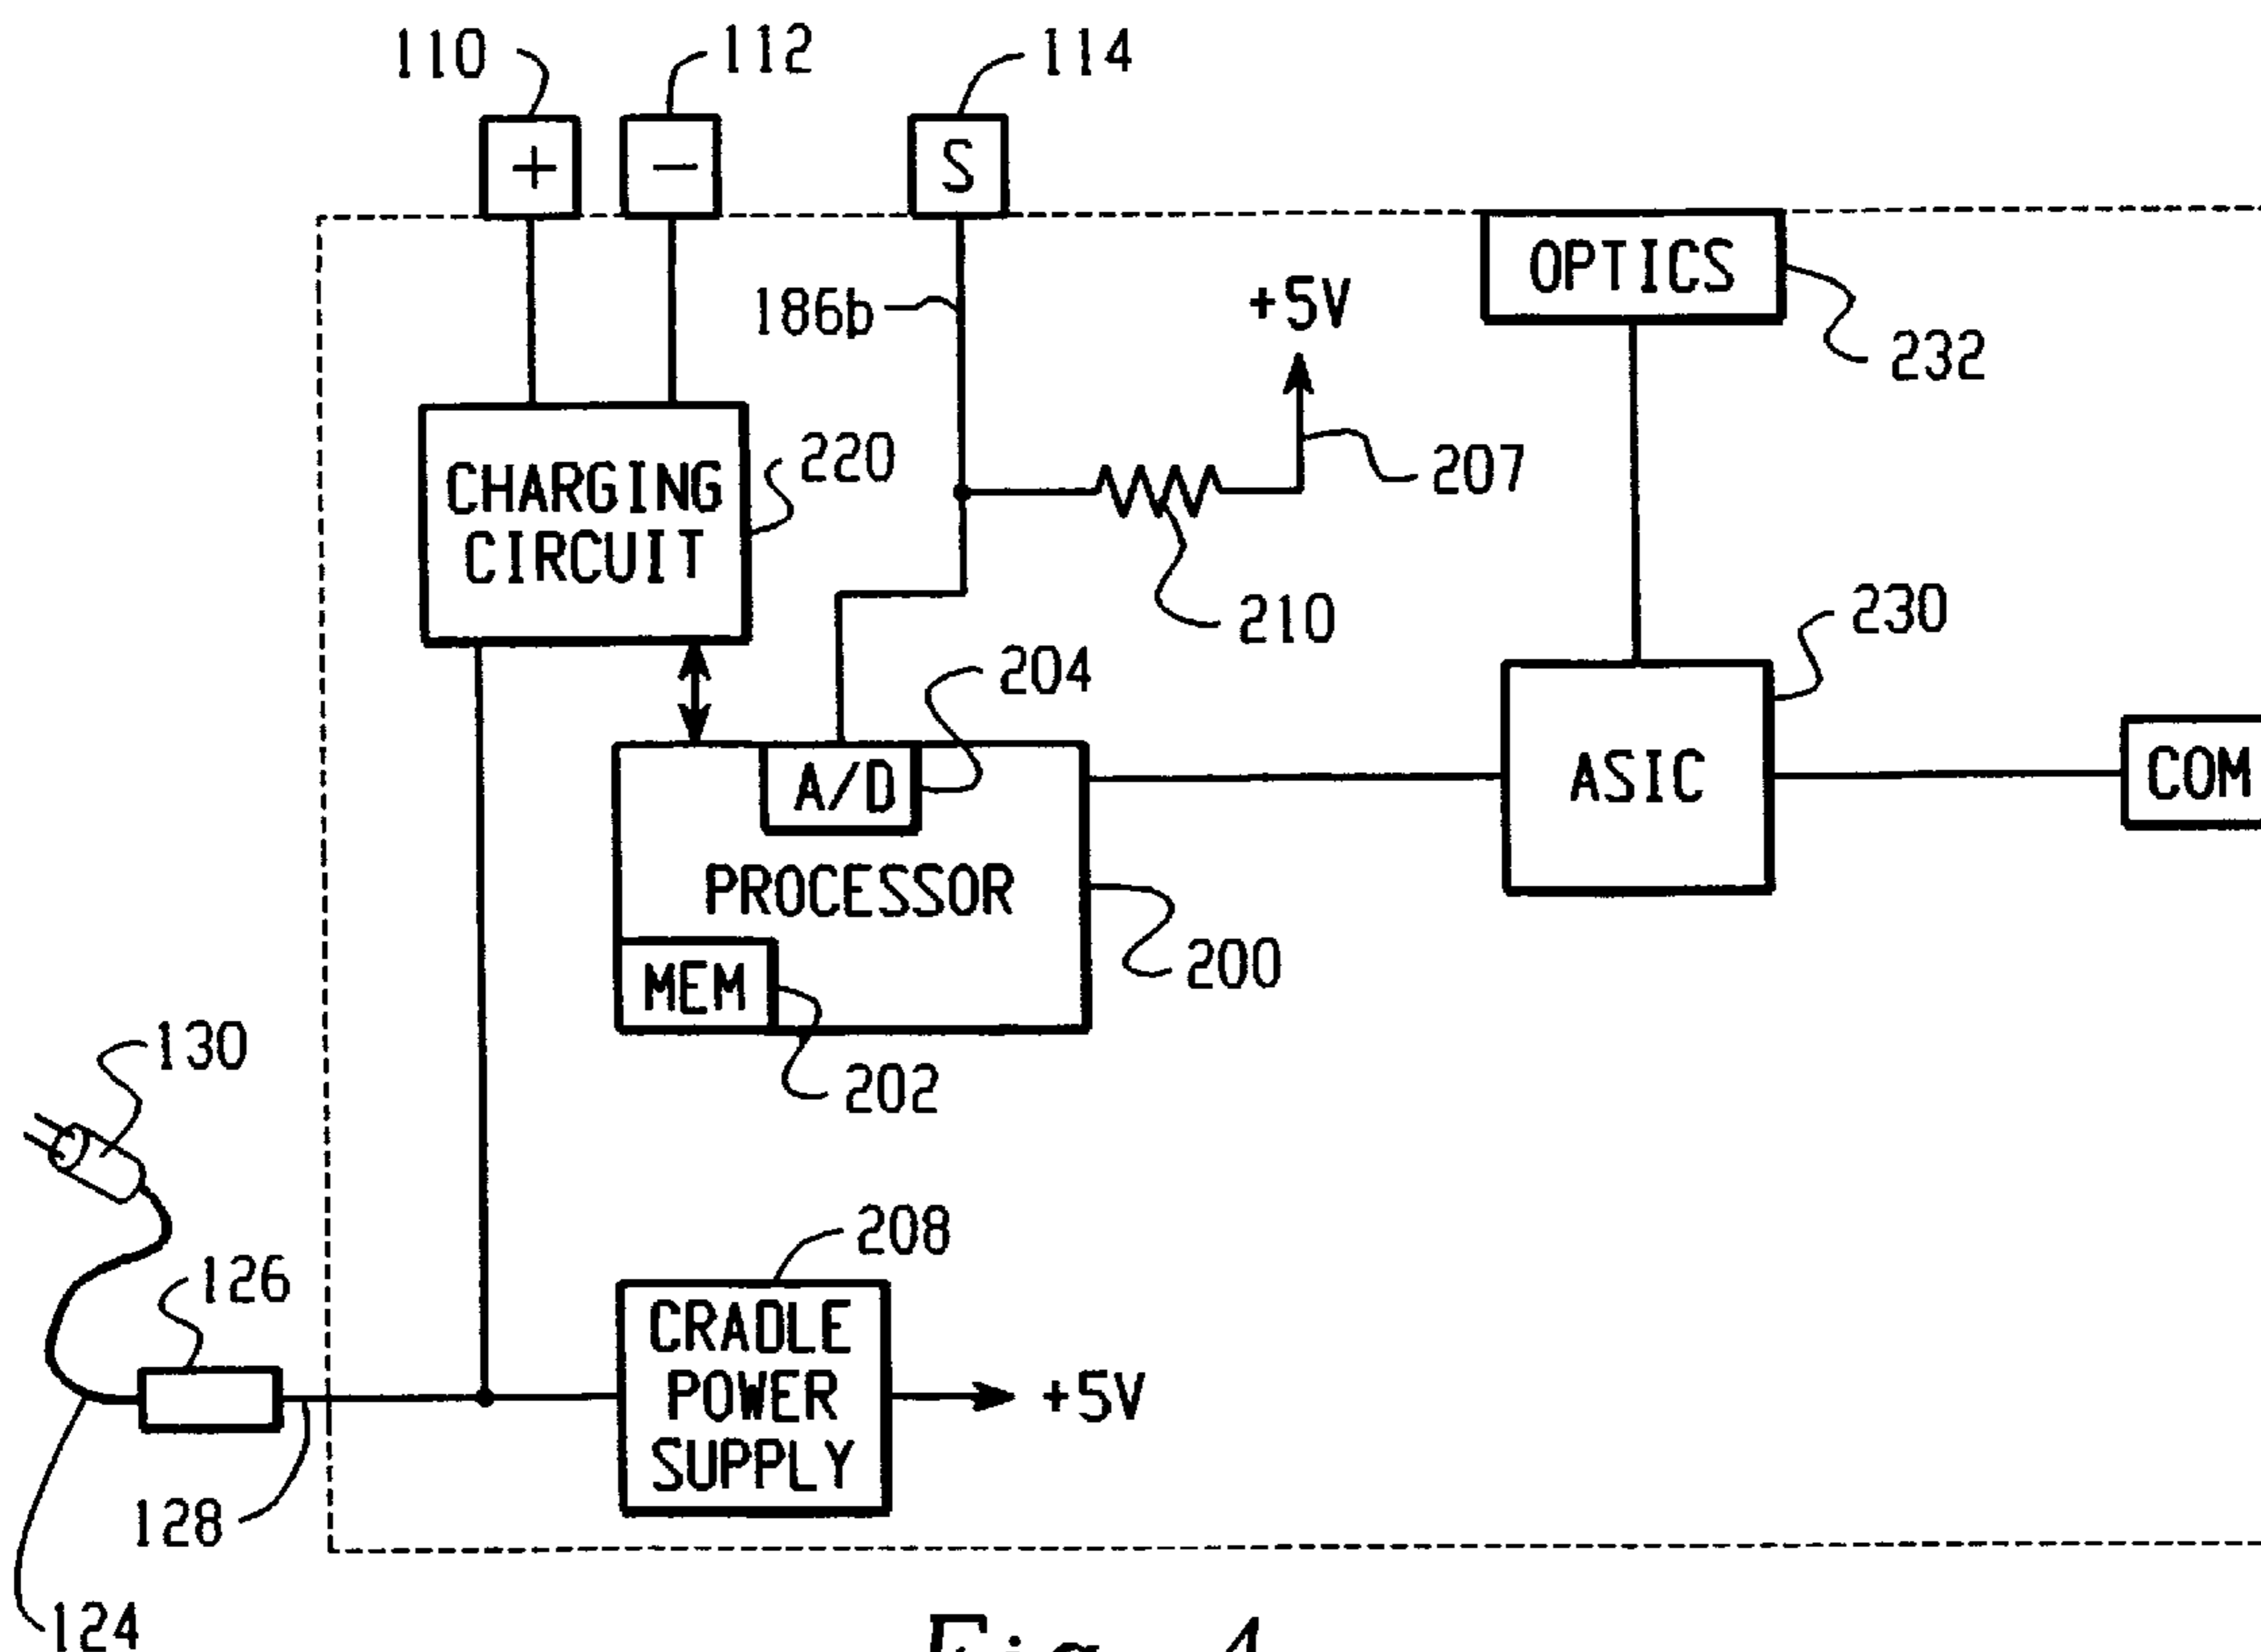 110
112
114
+
−
S
OPTICS
186b
+5V
232
CHARGING
CIRCUIT
220
207
210
230
204
A/D
ASIC
COM
PROCESSOR
200
MEM
202
130
208
126
CRADLE
POWER
SUPPLY
+5V
128
124